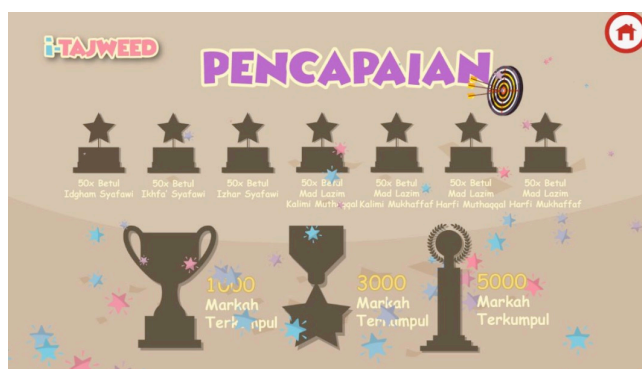 i-TAJWEED
PENCAPAIAN
50x Betul
Idgham Syafawi
50x Betul
Ikhfa' Syafawi
50x Betul
Izhar Syafawi
50x Betul
Mad Lazim
Kalimi Muthaqqal
50x Betul
Mad Lazim
Kalimi Mukhaffaf
50x Betul
Mad Lazim
Harfi Muthaqqal
50x Betul
Mad Lazim
Harfi Mukhaffaf
1000
Markah
Terkumpul
3000
Markah
Terkumpul
5000
Markah
Terkumpul